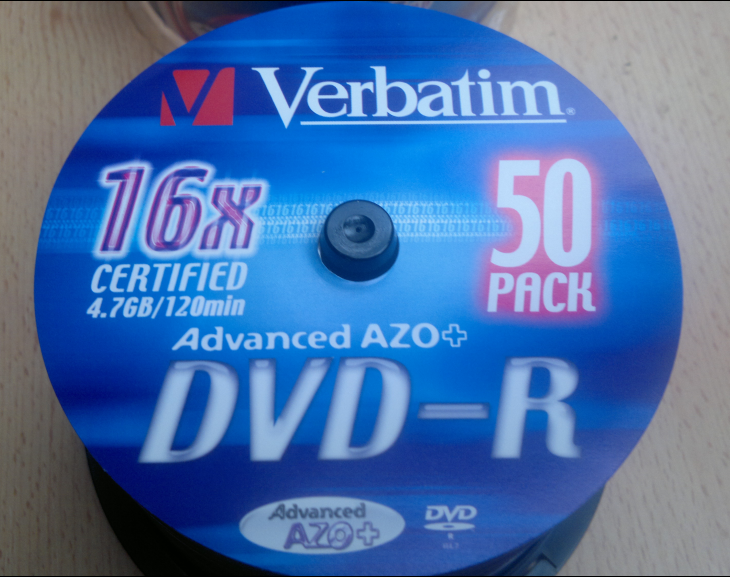 Verbatim®
16x
CERTIFIED
4.7GB/120min
50
PACK
Advanced AZO+
DVD-R
Advanced
AZO+
DVD
R